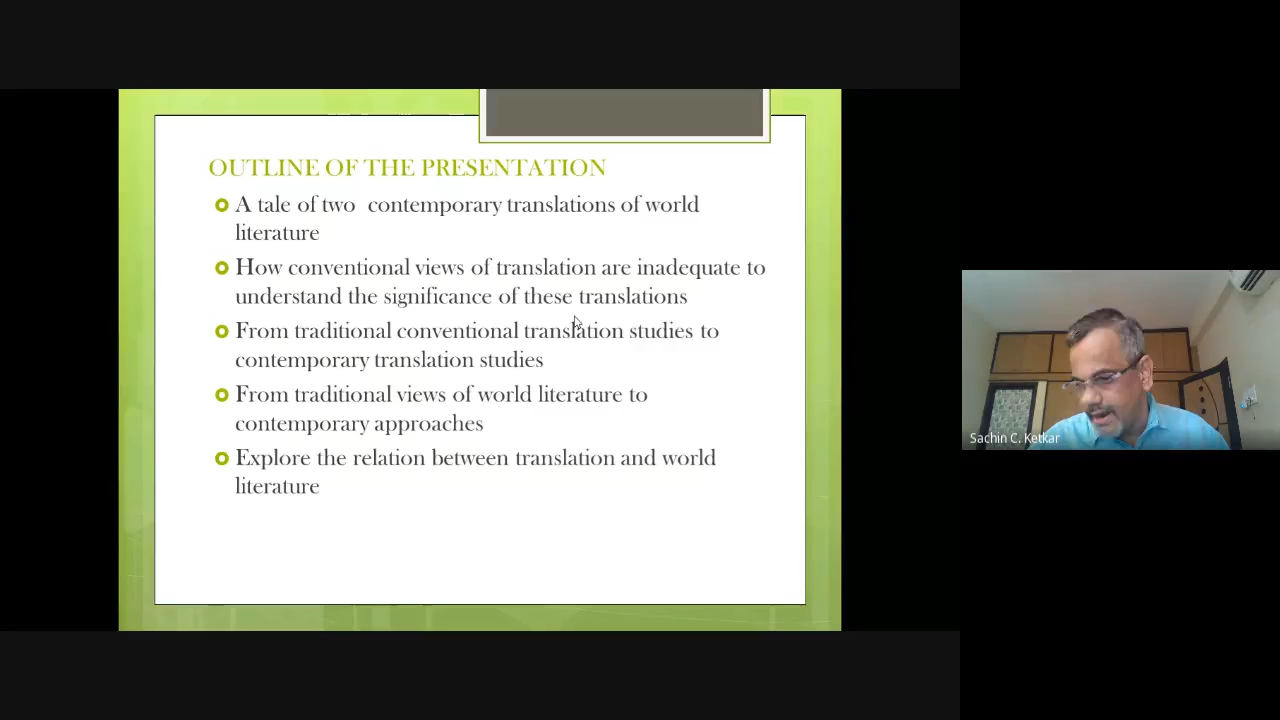 OUTLINE OF THE PRESENTATION
A tale of two  contemporary translations of world
literature
How conventional views of translation are inadequate to
understand the significance of these translations
From traditional conventional translation studies to
contemporary translation studies
From traditional views of world literature to
contemporary approaches
Explore the relation between translation and world
literature
Sachin C. Ketkar